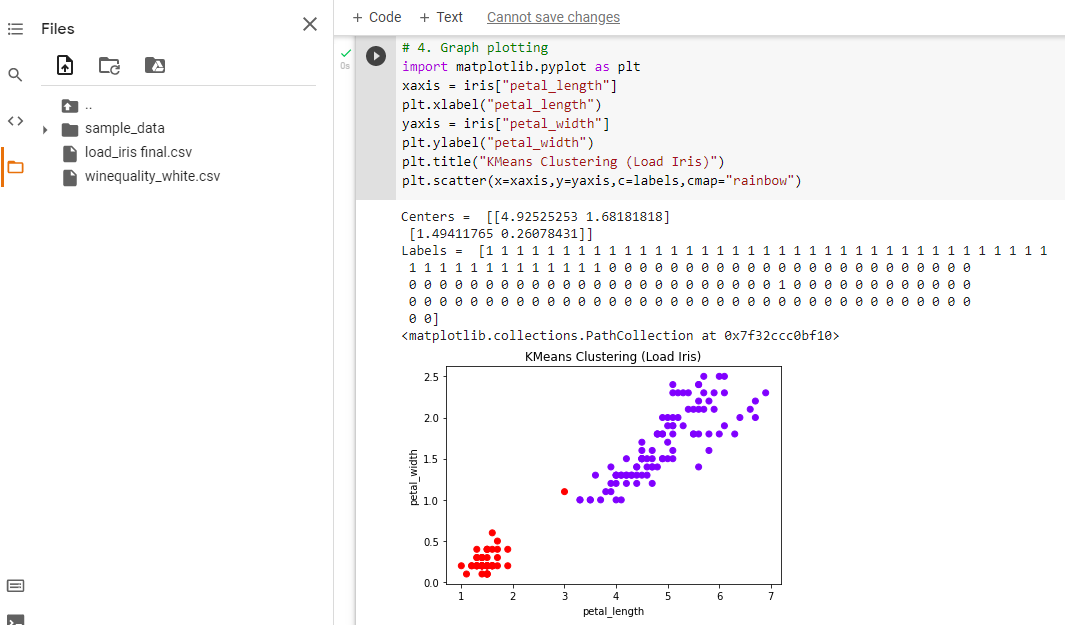 Files
+ Code + Text Cannot save changes
..
sample_data
load_iris final.csv
winequality_white.csv
0s
# 4. Graph plotting
import matplotlib.pyplot as plt
xaxis = iris["petal_length"]
plt.xlabel("petal_length")
yaxis = iris["petal_width"]
plt.ylabel("petal_width")
plt.title("KMeans Clustering (Load Iris)")
plt.scatter(x=xaxis,y=yaxis,c=labels,cmap="rainbow")
Centers =  [[4.92525253 1.68181818]
 [1.49411765 0.26078431]]
Labels =  [1 1 1 1 1 1 1 1 1 1 1 1 1 1 1 1 1 1 1 1 1 1 1 1 1 1 1 1 1 1 1 1 1 1 1 1 1
 1 1 1 1 1 1 1 1 1 1 1 1 1 0 0 0 0 0 0 0 0 0 0 0 0 0 0 0 0 0 0 0 0 0 0 0 0
 0 0 0 0 0 0 0 0 0 0 0 0 0 0 0 0 0 0 0 0 0 0 0 0 1 0 0 0 0 0 0 0 0 0 0 0 0
 0 0 0 0 0 0 0 0 0 0 0 0 0 0 0 0 0 0 0 0 0 0 0 0 0 0 0 0 0 0 0 0 0 0 0 0 0
 0 0]
<matplotlib.collections.PathCollection at 0x7f32ccc0bf10>
KMeans Clustering (Load Iris)
2.5
2.0
1.5
1.0
0.5
0.0
petal_width
1 2 3 4 5 6 7
petal_length